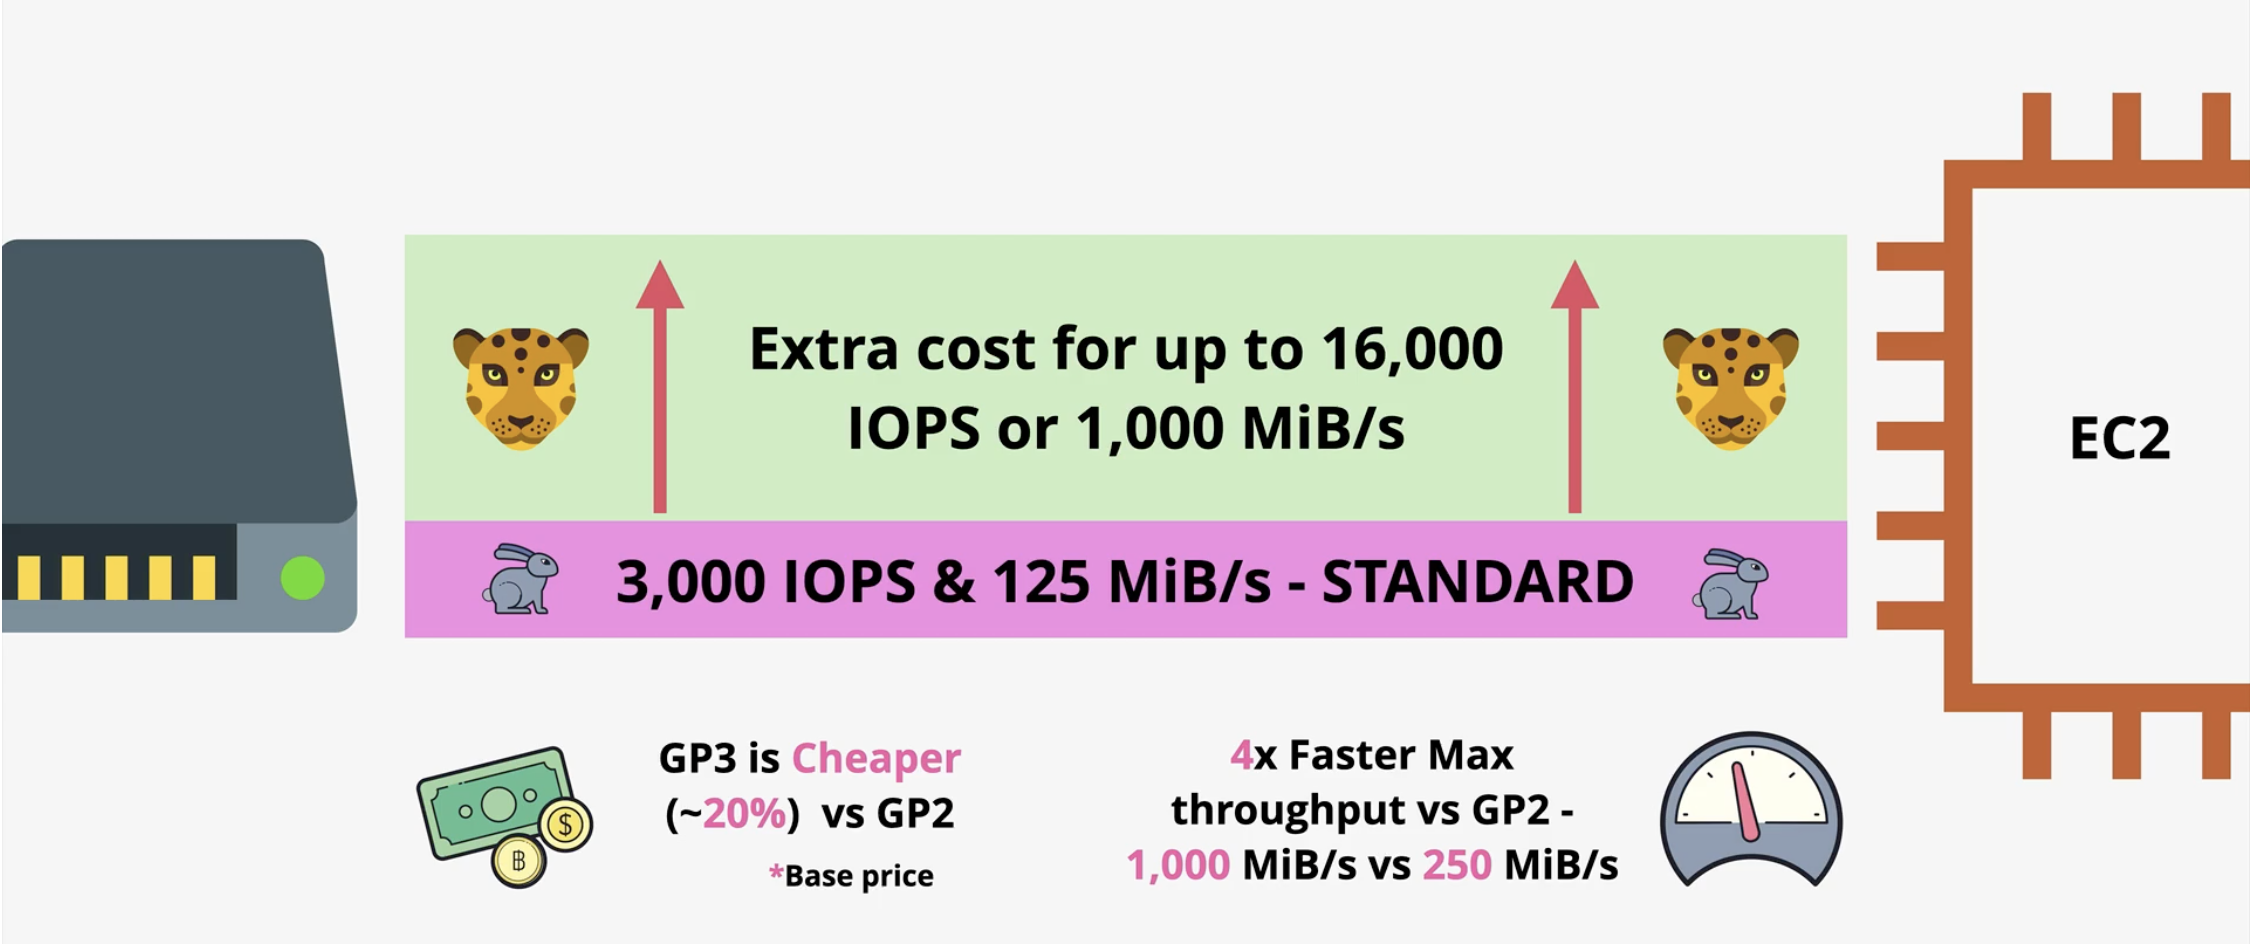 Extra cost for up to 16,000
IOPS or 1,000 MiB/s
3,000 IOPS & 125 MiB/s - STANDARD
EC2
GP3 is Cheaper
(~20%) vs GP2
*Base price
4x Faster Max
throughput vs GP2 -
1,000 MiB/s vs 250 MiB/s